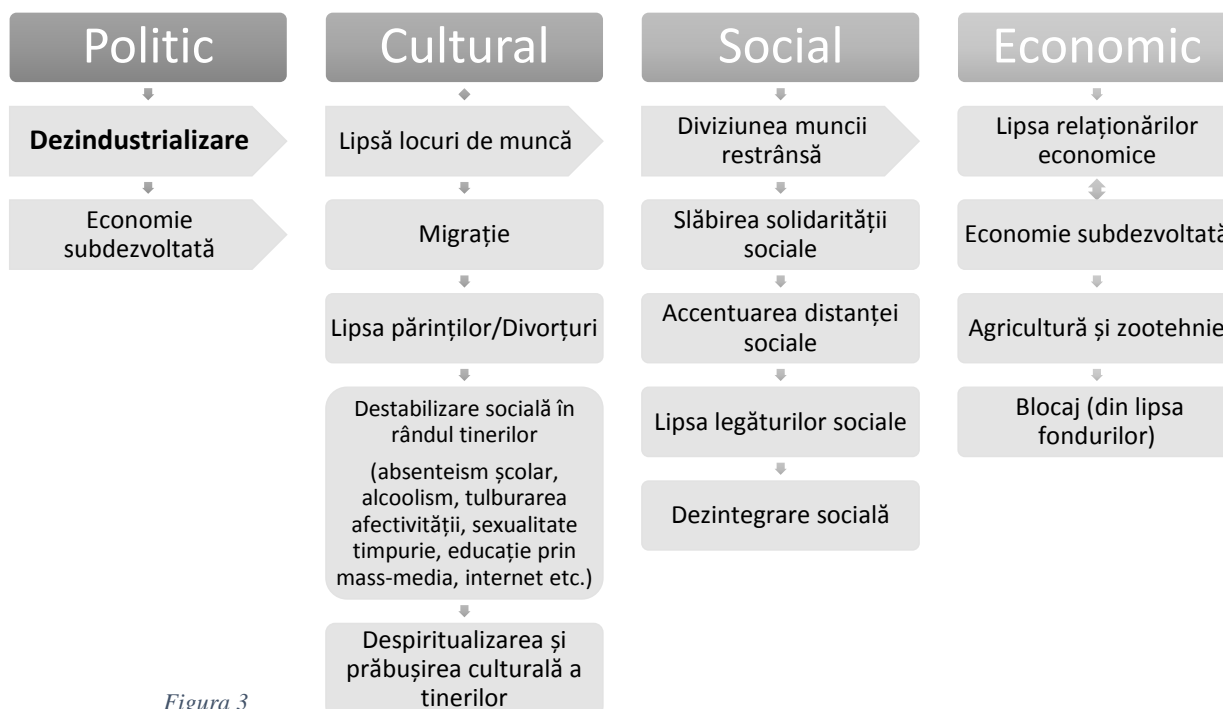 Politic
Dezindustrializare
Economie
subdezvoltată
Cultural
Lipsă locuri de muncă
Migrație
Lipsa părinților/Divorțuri
Destabilizare socială în
rândul tinerilor
(absenteism școlar,
alcoolism, tulburarea
afectivității, sexualitate
timpurie, educație prin
mass-media, internet etc.)
Despiritualizarea și
prăbușirea culturală a
tinerilor
Social
Diviziunea muncii
restrânsă
Slăbirea solidarității
sociale
Accentuarea distanței
sociale
Lipsa legăturilor sociale
Dezintegrare socială
Economic
Lipsa relaționărilor
economice
Economie subdezvoltată
Agricultură și zootehnie
Blocaj (din lipsa
fondurilor)
Figura 3